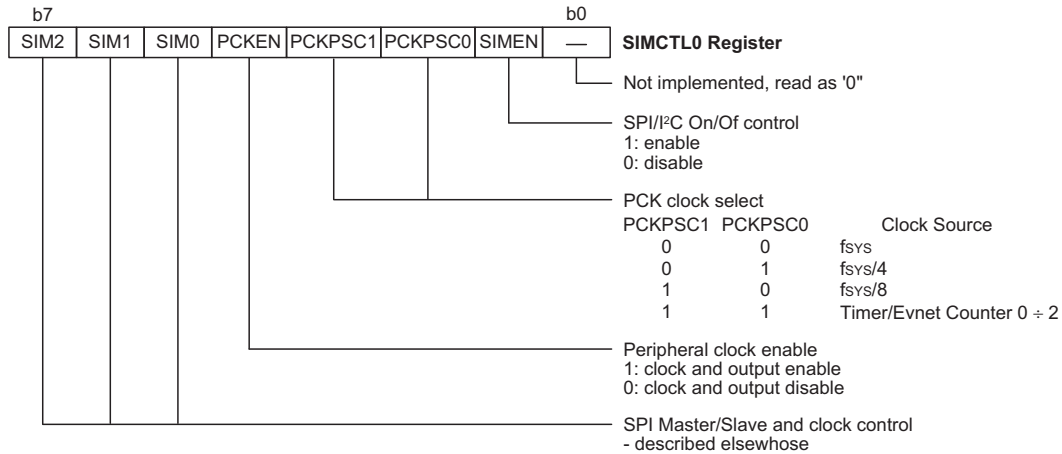 b7 b0
SIM2 SIM1 SIM0 PCKEN PCKPSC1 PCKPSC0 SIMEN — SIMCTL0 Register
Not implemented, read as '0"
SPI/I²C On/Of control
1: enable
0: disable
PCK clock select
PCKPSC1 PCKPSC0 Clock Source
0 0 fSYS
0 1 fSYS/4
1 0 fSYS/8
1 1 Timer/Evnet Counter 0 ÷ 2
Peripheral clock enable
1: clock and output enable
0: clock and output disable
SPI Master/Slave and clock control
- described elsewhose